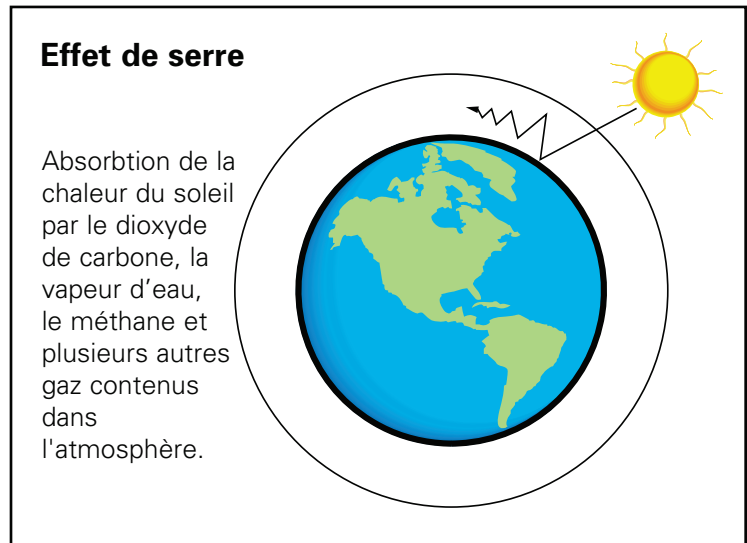 Effet de serre
Absorbtion de la
chaleur du soleil
par le dioxyde
de carbone, la
vapeur d’eau,
le méthane et
plusieurs autres
gaz contenus
dans
l'atmosphère.